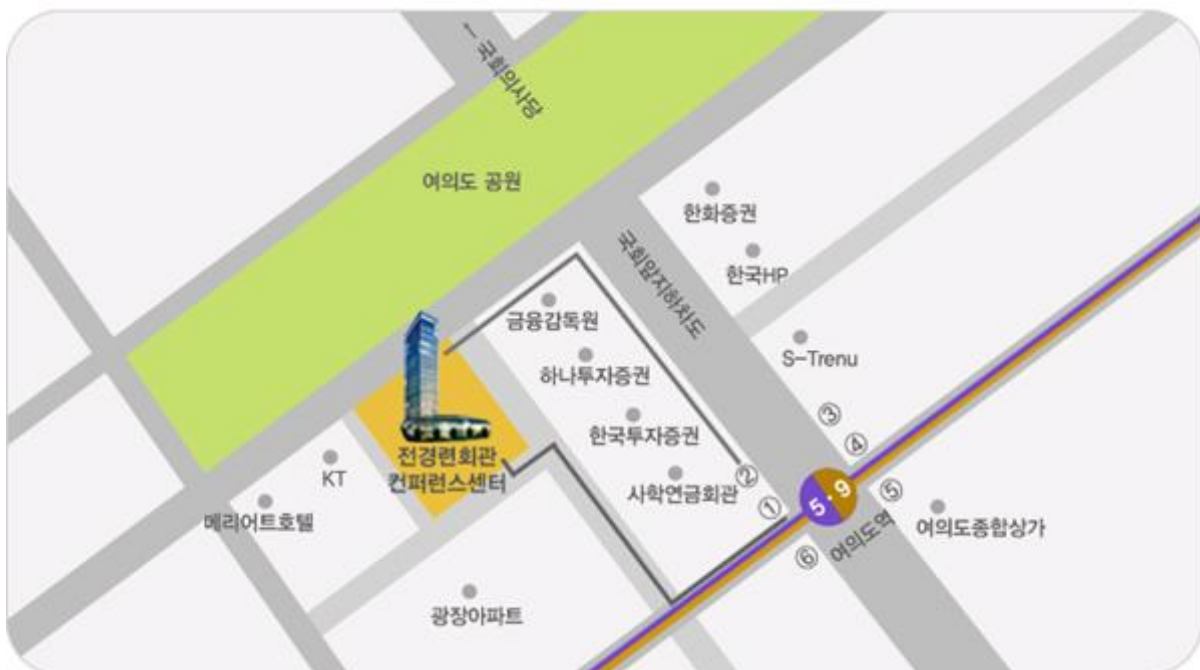 ← 국회의사당
여의도 공원
한화증권
국회앞지하차도
한국HP
금융감독원
S-Trenu
하나투자증권
한국투자증권
③
④
전경련회관
컨퍼런스센터
KT
사학연금회관
②
①
5·9
⑤
메리어트호텔
여의도역
여의도종합상가
⑥
광장아파트